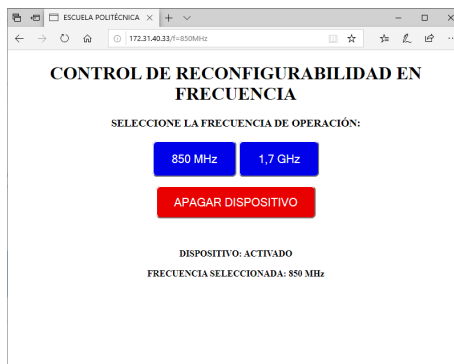 ESCUELA POLITÉCNICA
172.31.40.33/f=850MHz
CONTROL DE RECONFIGURABILIDAD EN
FRECUENCIA
SELECCIONE LA FRECUENCIA DE OPERACIÓN:
850 MHz 1,7 GHz
APAGAR DISPOSITIVO
DISPOSITIVO: ACTIVADO
FRECUENCIA SELECCIONADA: 850 MHz